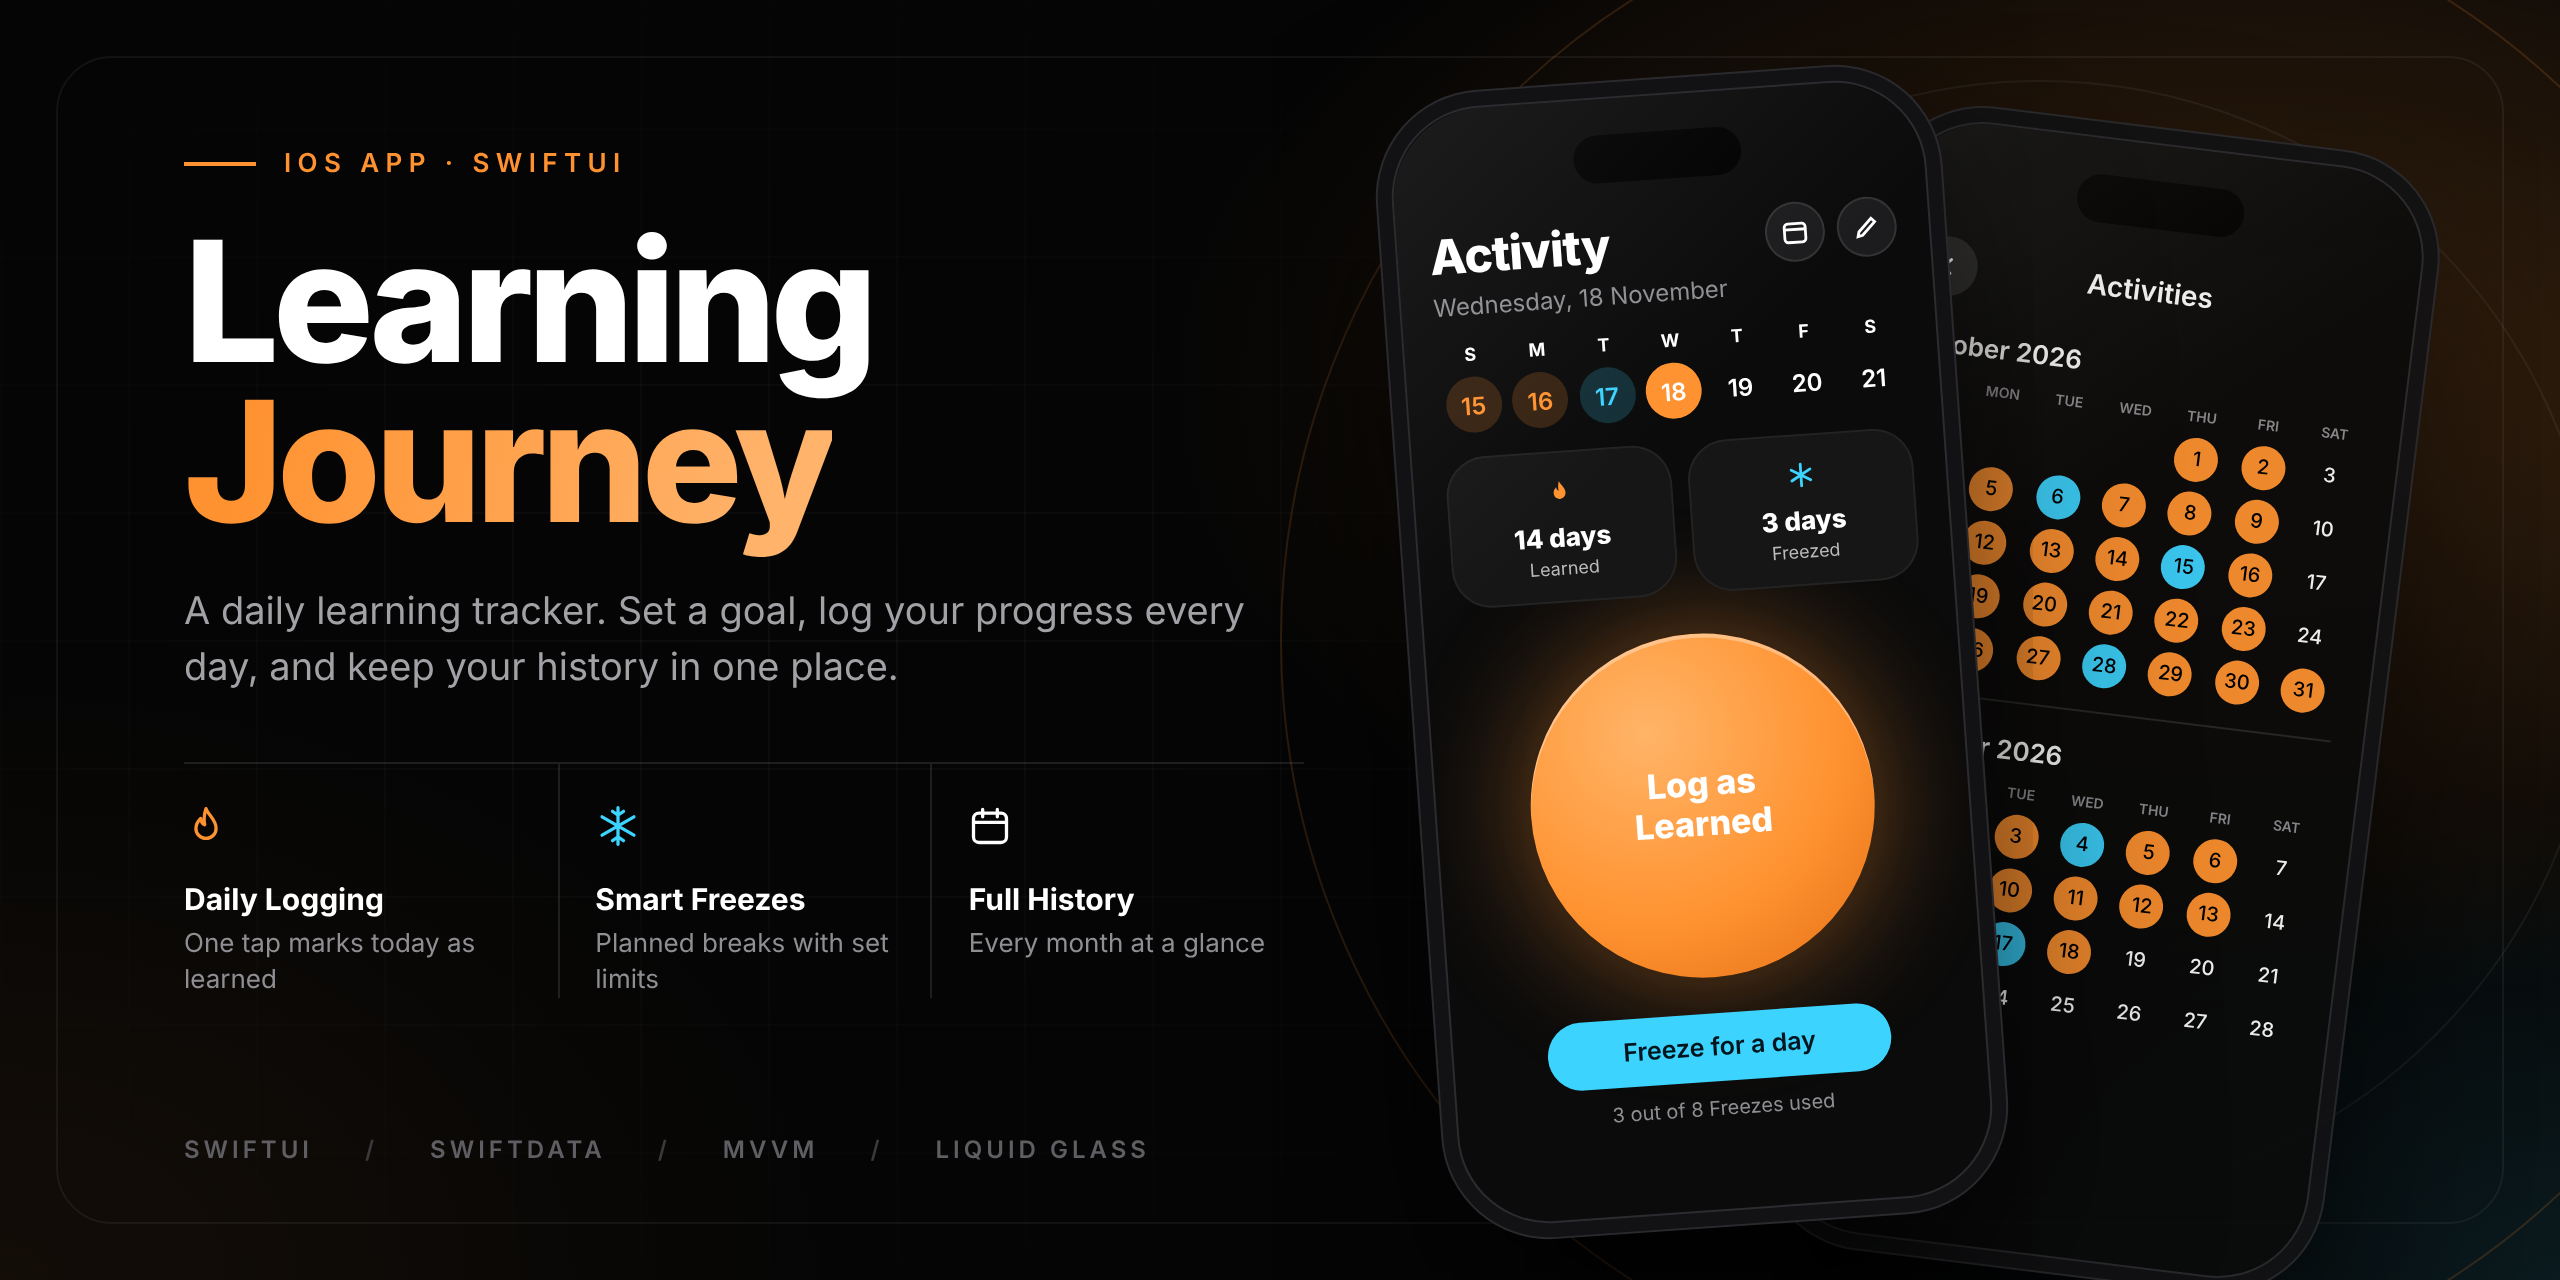 IOS APP · SWIFTUI
Learning
Journey
A daily learning tracker. Set a goal, log your progress every
day, and keep your history in one place.
Daily Logging
One tap marks today as
learned
Smart Freezes
Planned breaks with set
limits
Full History
Every month at a glance
SWIFTUI / SWIFTDATA / MVVM / LIQUID GLASS
Activity
Wednesday, 18 November
S M T W T F S
15 16 17 18 19 20 21
14 days
Learned
3 days
Freezed
Log as
Learned
Freeze for a day
3 out of 8 Freezes used
Activities
ober 2026
MON TUE WED THU FRI SAT
1 2 3
5 6 7 8 9 10
12 13 14 15 16 17
19 20 21 22 23 24
6 27 28 29 30 31
r 2026
TUE WED THU FRI SAT
3 4 5 6 7
10 11 12 13 14
17 18 19 20 21
4 25 26 27 28